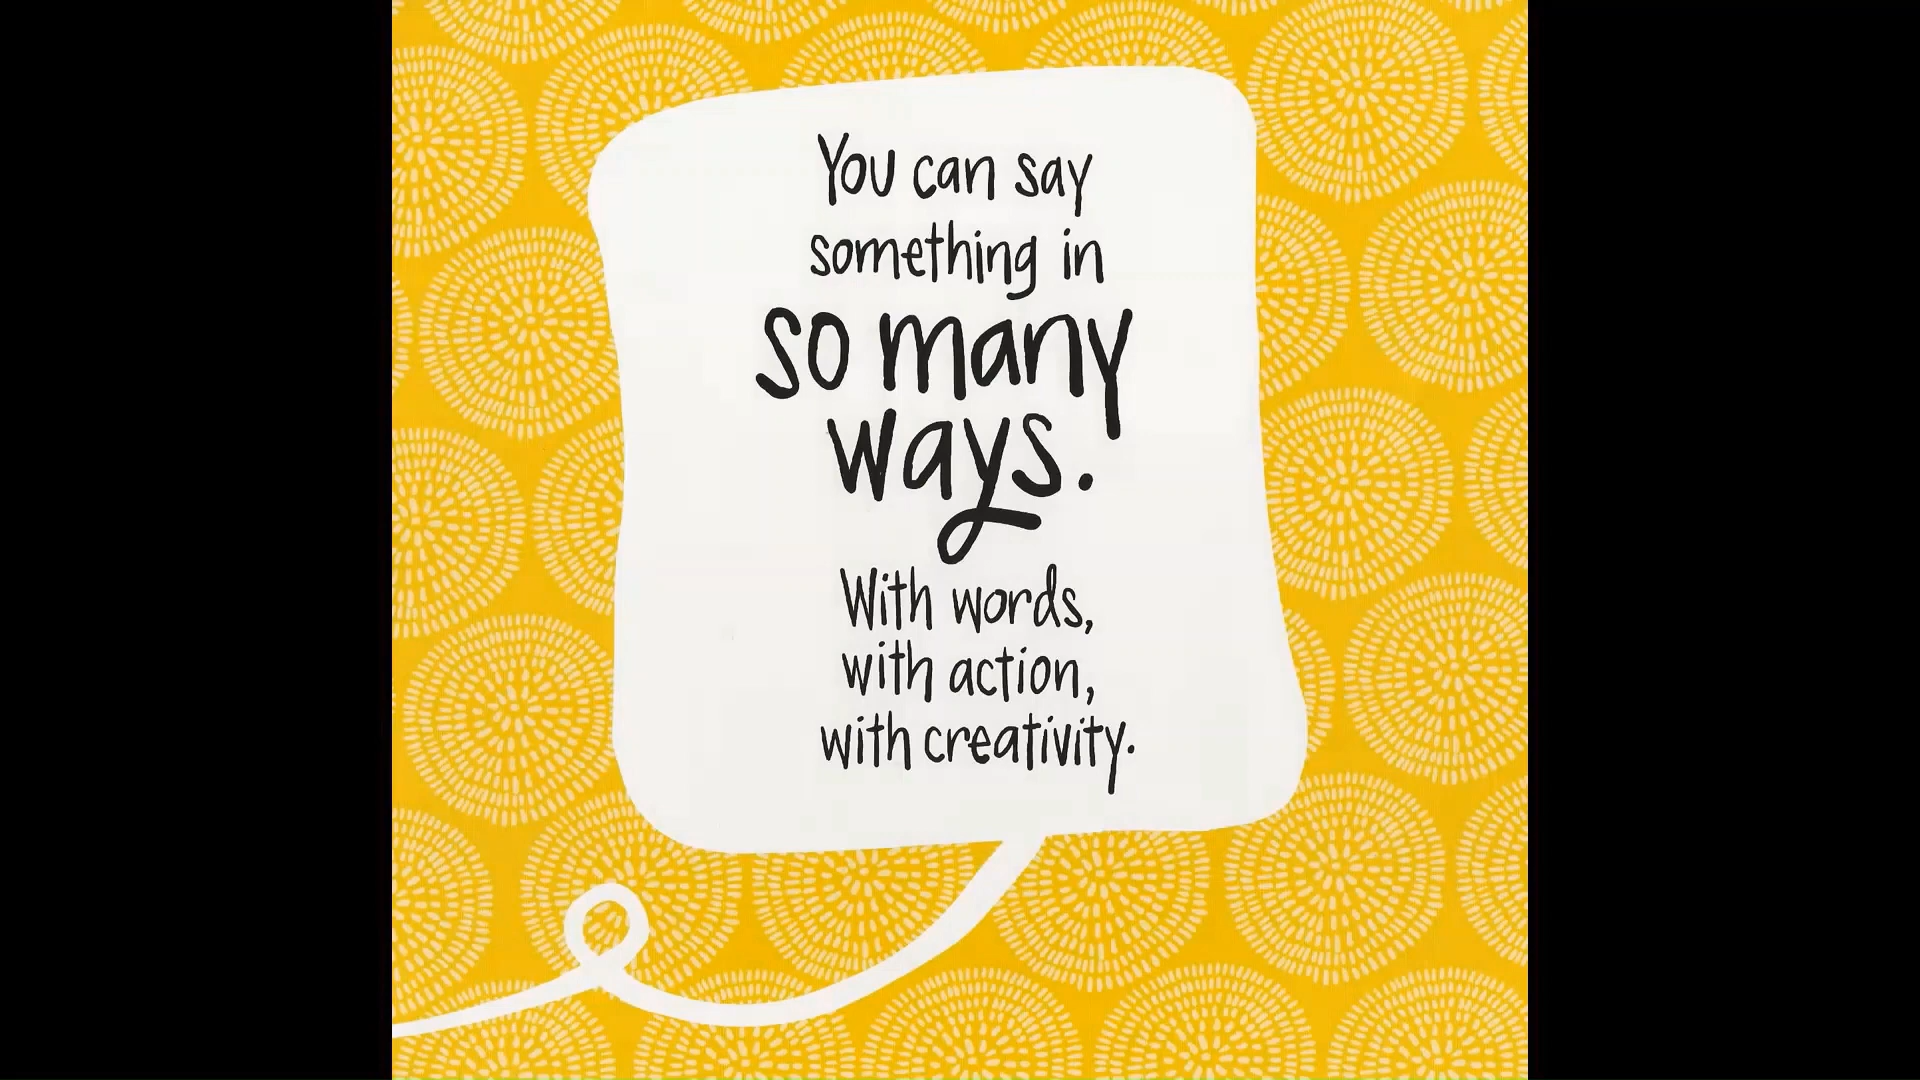 You can say
something in
so many
ways.
With words,
with action,
with creativity.